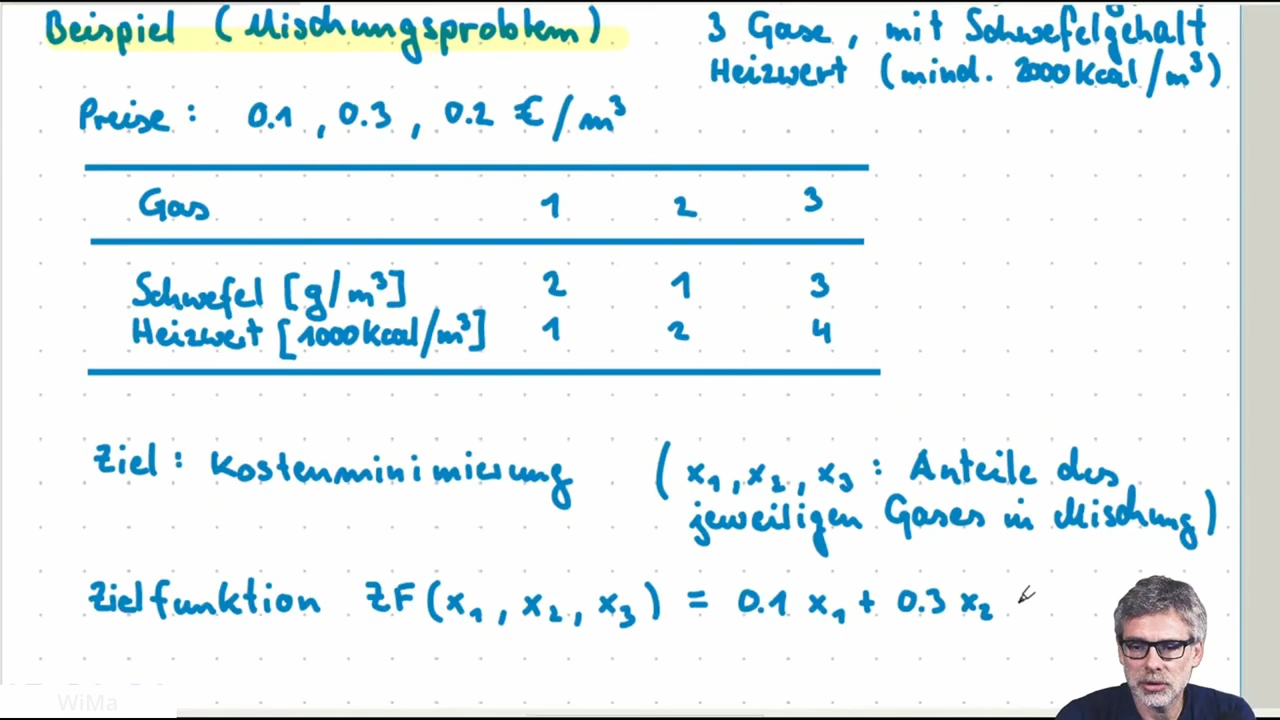 Beispiel (Mischungsproblem)
3 Gase, mit Schwefelgehalt
Heizwert (mind. 2000 Kcal/m³)
Preise: 0.1, 0.3, 0.2 €/m³
Gas 1 2 3
Schwefel [g/m³] 2 1 3
Heizwert [1000 Kcal/m³] 1 2 4
Ziel: Kostenminimierung (x₁, x₂, x₃: Anteile des
jeweiligen Gases in Mischung)
Zielfunktion ZF(x₁, x₂, x₃) = 0.1 x₁ + 0.3 x₂
WiMa